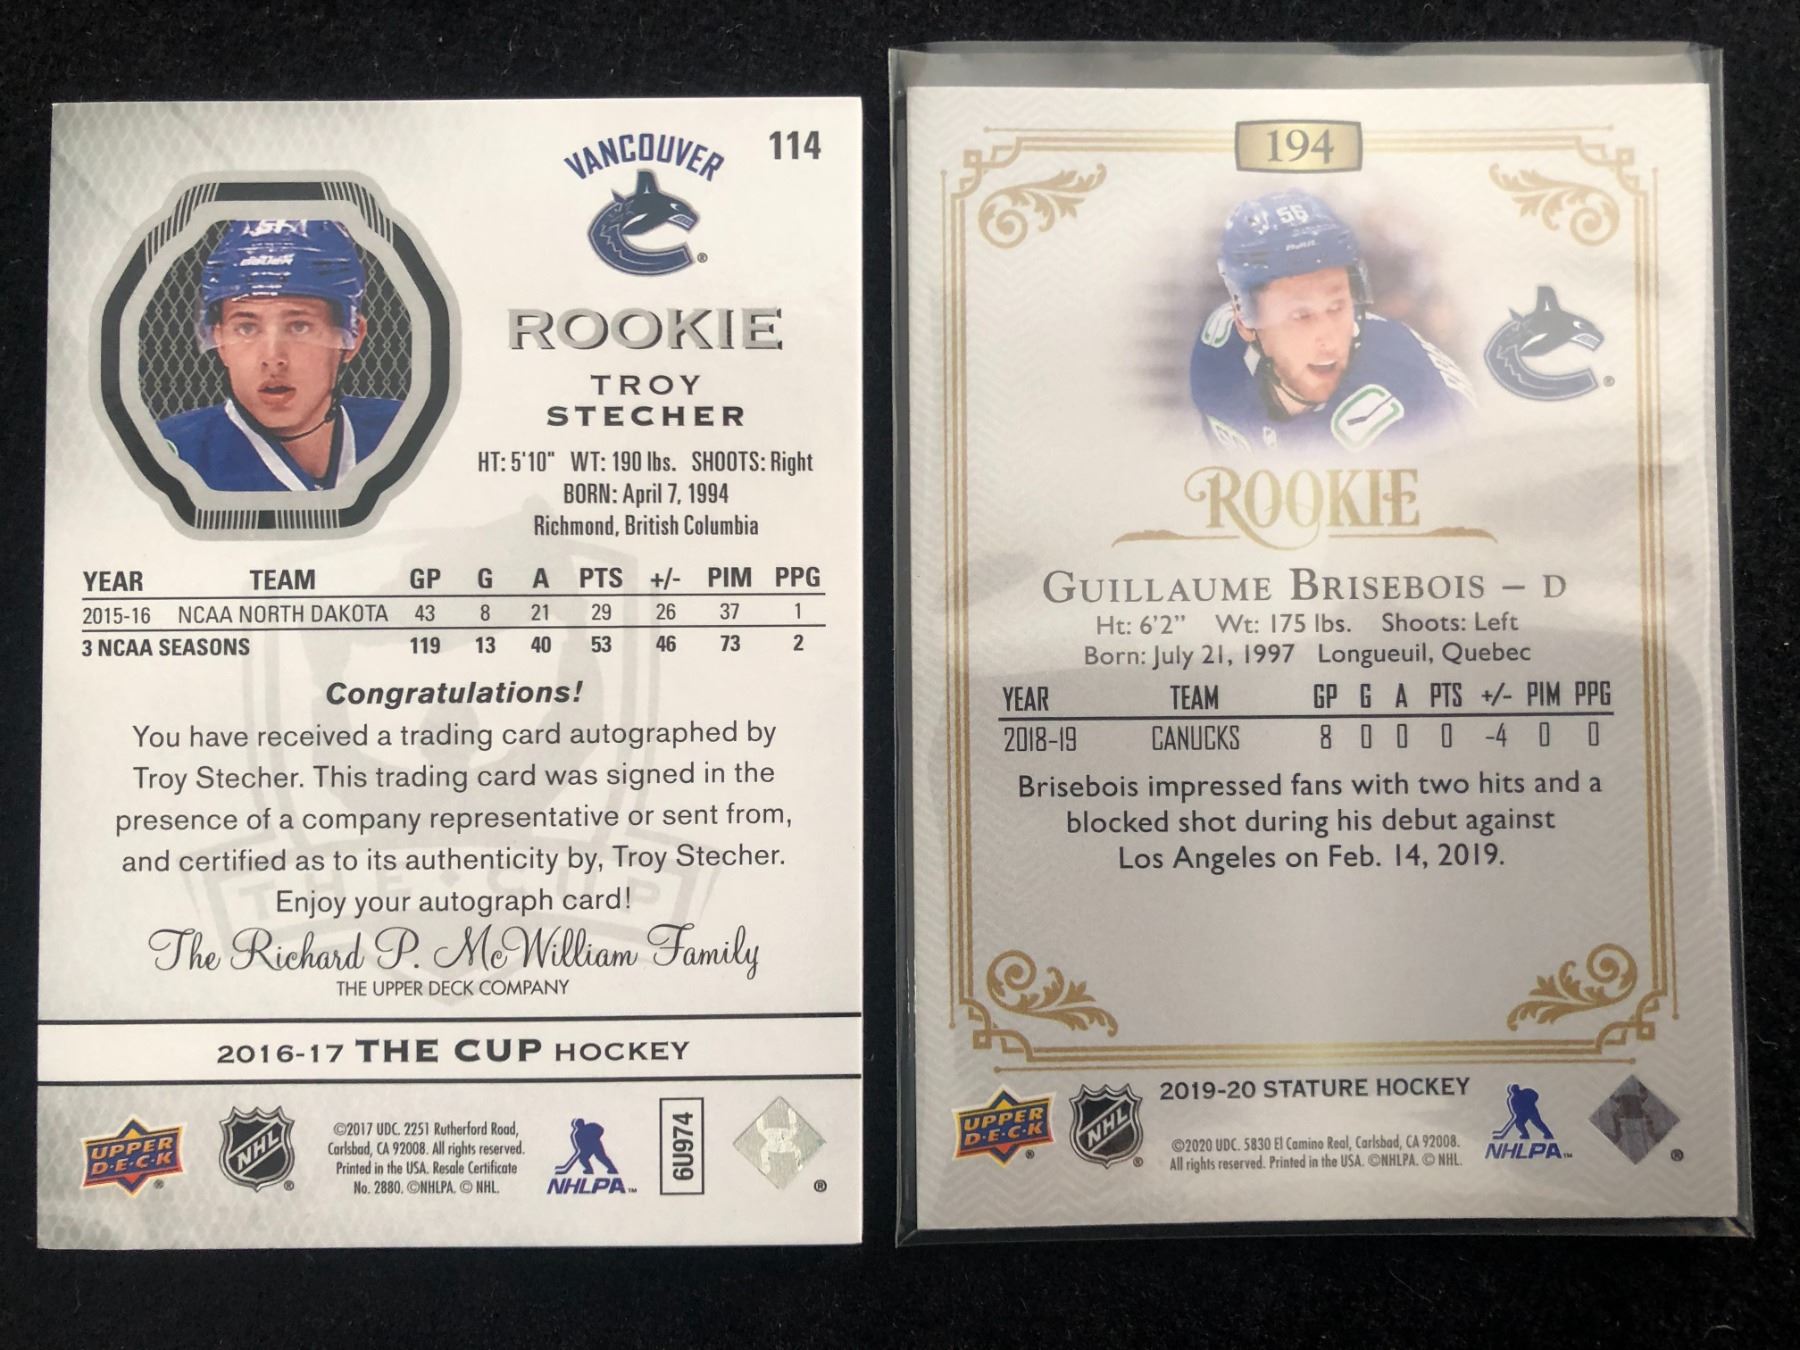 VANCOUVER
114
ROOKIE
TROY
STECHER
HT: 5'10" WT: 190 lbs. SHOOTS: Right
BORN: April 7, 1994
Richmond, British Columbia
YEAR TEAM GP G A PTS +/- PIM PPG
2015-16 NCAA NORTH DAKOTA 43 8 21 29 26 37 1
3 NCAA SEASONS 119 13 40 53 46 73 2
Congratulations!
You have received a trading card autographed by
Troy Stecher. This trading card was signed in the
presence of a company representative or sent from,
and certified as to its authenticity by, Troy Stecher.
Enjoy your autograph card!
The Richard P. McWilliam Family
THE UPPER DECK COMPANY
THE CUP
2016-17 THE CUP HOCKEY
UPPER
D·E·C·K
®
NHL
®
©2017 UDC. 2251 Rutherford Road,
Carlsbad, CA 92008. All rights reserved.
Printed in the USA. Resale Certificate
No. 2880. ©NHLPA. © NHL.
NHLPA™
6U974
®
194
56
ROOKIE
GUILLAUME BRISEBOIS – D
Ht: 6'2" Wt: 175 lbs. Shoots: Left
Born: July 21, 1997 Longueuil, Quebec
YEAR TEAM GP G A PTS +/- PIM PPG
2018-19 CANUCKS 8 0 0 0 -4 0 0
Brisebois impressed fans with two hits and a
blocked shot during his debut against
Los Angeles on Feb. 14, 2019.
2019-20 STATURE HOCKEY
UPPER
D·E·C·K
®
NHL
®
©2020 UDC. 5830 El Camino Real, Carlsbad, CA 92008.
All rights reserved. Printed in the USA. ©NHLPA. © NHL.
NHLPA™
®